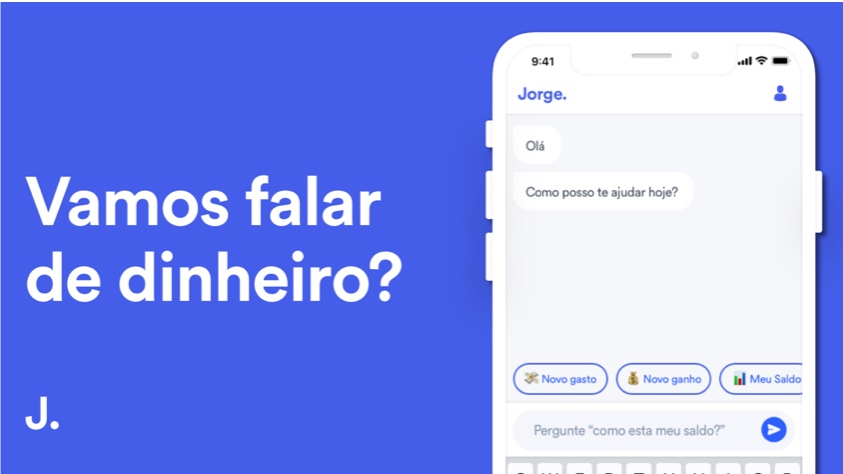 Vamos falar
de dinheiro?
J.
9:41
Jorge.
Olá
Como posso te ajudar hoje?
Novo gasto
Novo ganho
Meu Saldo
Pergunte “como esta meu saldo?”